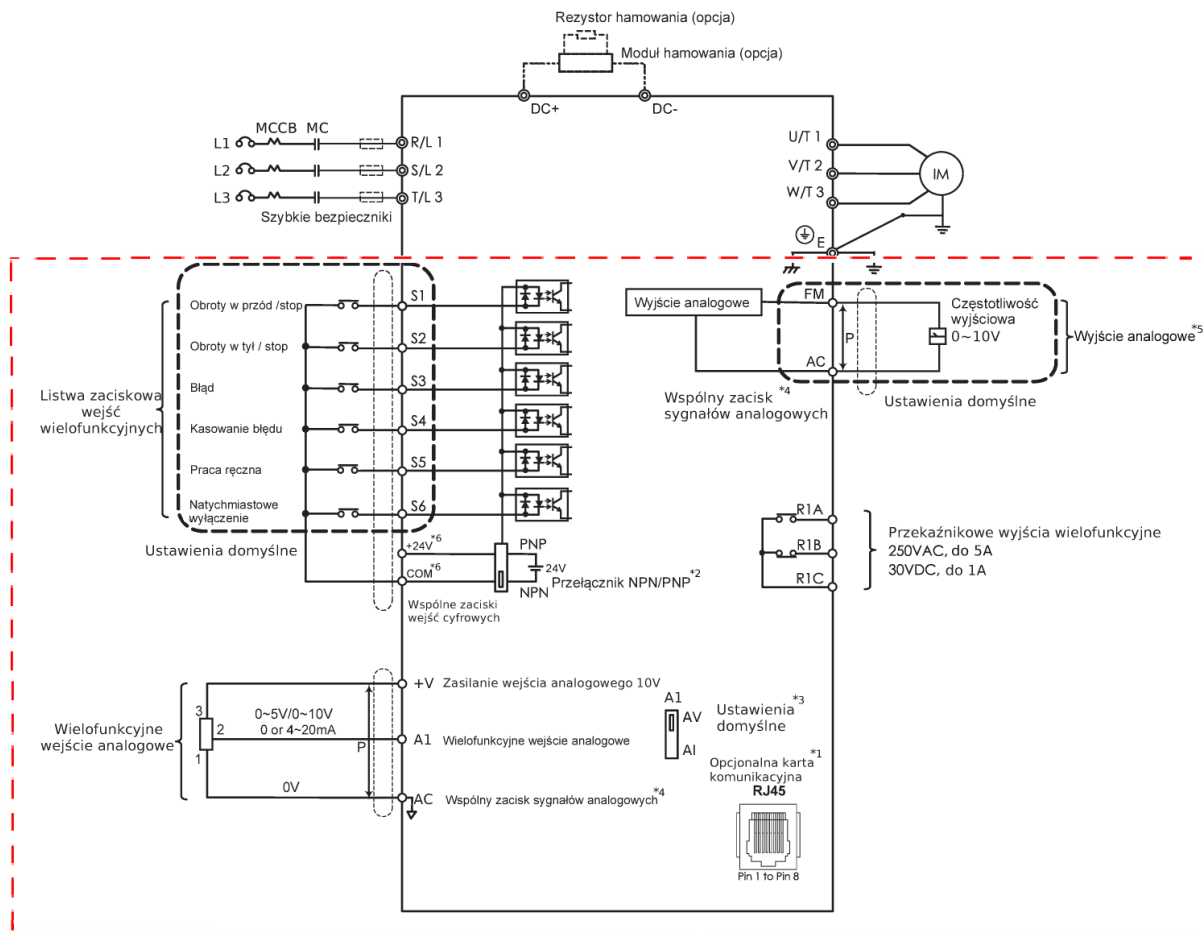 Rezystor hamowania (opcja)
Moduł hamowania (opcja)
DC+
DC-
MCCB MC
L1
R/L 1
L2
S/L 2
L3
T/L 3
Szybkie bezpieczniki
U/T 1
V/T 2
W/T 3
IM
E
Obroty w przód /stop
S1
Obroty w tył / stop
S2
Błąd
S3
Kasowanie błędu
S4
Praca ręczna
S5
Natychmiastowe
wyłączenie
S6
Listwa zaciskowa
wejść
wielofunkcyjnych
Ustawienia domyślne
+24V*6
COM*6
PNP
24V
NPN
Przełącznik NPN/PNP*2
Wspólne zaciski
wejść cyfrowych
Wyjście analogowe
FM
P
AC
Częstotliwość
wyjściowa
0~10V
Wyjście analogowe*5
Wspólny zacisk *4
sygnałów analogowych
Ustawienia domyślne
R1A
R1B
R1C
Przekaźnikowe wyjścia wielofunkcyjne
250VAC, do 5A
30VDC, do 1A
Wielofunkcyjne
wejście analogowe
3
2
1
0~5V/0~10V
0 or 4~20mA
P
0V
+V
Zasilanie wejścia analogowego 10V
A1
Wielofunkcyjne wejście analogowe
AC
Wspólny zacisk sygnałów analogowych*4
A1
AV
AI
Ustawienia *3
domyślne
Opcjonalna karta *1
komunikacyjna
RJ45
Pin 1 to Pin 8